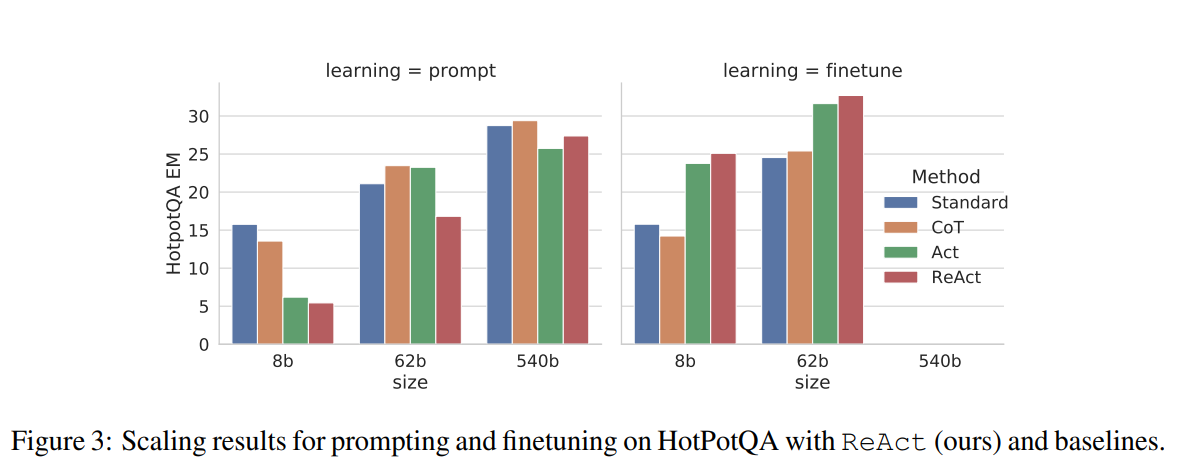 learning = prompt
learning = finetune
HotpotQA EM
30
25
20
15
10
5
0
8b
62b
540b
size
8b
62b
540b
size
Method
Standard
CoT
Act
ReAct
Figure 3: Scaling results for prompting and finetuning on HotPotQA with ReAct (ours) and baselines.